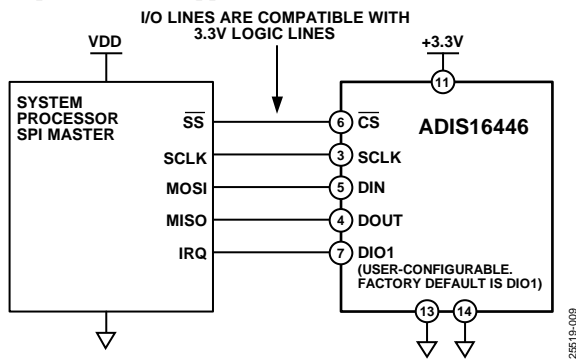 I/O LINES ARE COMPATIBLE WITH
3.3V LOGIC LINES
VDD
+3.3V
11
SYSTEM
PROCESSOR
SPI MASTER
ADIS16446
SS
6
CS
SCLK
3
SCLK
MOSI
5
DIN
MISO
4
DOUT
IRQ
7
DIO1
(USER-CONFIGURABLE.
FACTORY DEFAULT IS DIO1)
13
14
25519-009